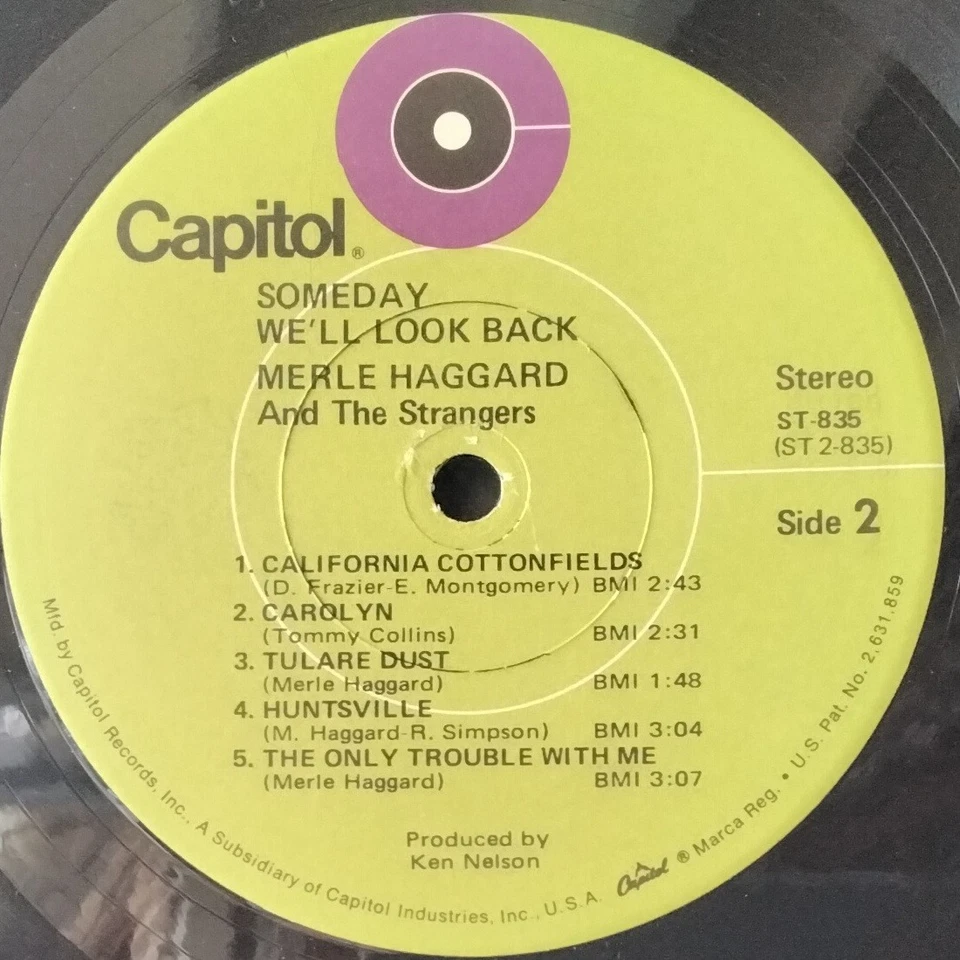 Capitol®
SOMEDAY
WE'LL LOOK BACK
MERLE HAGGARD
And The Strangers
Stereo
ST-835
(ST 2-835)
Side 2
1. CALIFORNIA COTTONFIELDS
(D. Frazier-E. Montgomery) BMI 2:43
2. CAROLYN
(Tommy Collins) BMI 2:31
3. TULARE DUST
(Merle Haggard) BMI 1:48
4. HUNTSVILLE
(M. Haggard-R. Simpson) BMI 3:04
5. THE ONLY TROUBLE WITH ME
(Merle Haggard) BMI 3:07
Produced by
Ken Nelson
Mfd. by Capitol Records, Inc., A Subsidiary of Capitol Industries, Inc., U.S.A. Capitol ® Marca Reg. • U.S. Pat. No. 2,631,859